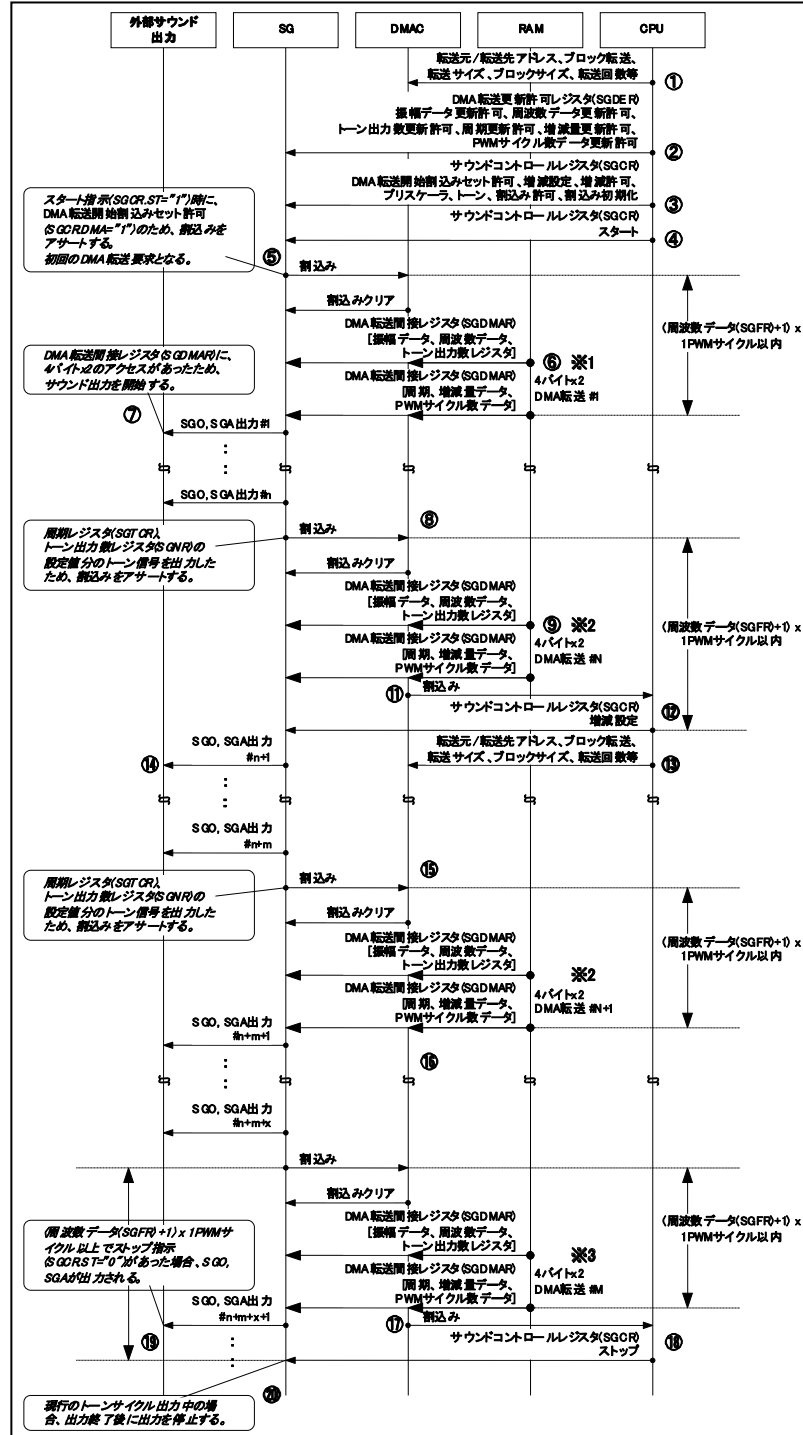 外部サウンド
出力
SG
DMAC
RAM
CPU
転送元/転送先アドレス、ブロック転送、
転送サイズ、ブロックサイズ、転送回数等
①
DMA転送更新許可レジスタ(SGDER)
振幅データ更新許可、周波数データ更新許可、
トーン出力数更新許可、周期更新許可、増減量更新許可、
PWMサイクル数データ更新許可
②
サウンドコントロールレジスタ(SGCR)
DMA転送開始割込みセット許可、増減設定、増減許可、
プリスケーラ、トーン、割込み許可、割込み初期化
③
サウンドコントロールレジスタ(SGCR)
スタート
④
スタート指示(SGCR.ST="1")時に、
DMA転送開始割込みセット許可
(SGCR.DMA="1")のため、割込みを
アサートする。
初回のDMA転送要求となる。
⑤
割込み
割込みクリア
(周波数データ(SGFR)+1) x
1PWMサイクル以内
DMA転送間接レジスタ(SGDMAR)
[振幅データ、周波数データ、
トーン出力数レジスタ]
⑥ ※1
4バイトx2
DMA転送 #1
DMA転送間接レジスタ(SGDMAR)
[周期、増減量データ、
PWMサイクル数データ]
DMA転送間接レジスタ(SGDMAR)に、
4バイトx2のアクセスがあったため、
サウンド出力を開始する。
⑦
SGO, SGA出力#1
SGO, SGA出力#n
周期レジスタ(SGTCR)、
トーン出力数レジスタ(SGNR)の
設定値分のトーン信号を出力した
ため、割込みをアサートする。
割込み
⑧
割込みクリア
DMA転送間接レジスタ(SGDMAR)
[振幅データ、周波数データ、
トーン出力数レジスタ]
⑨ ※2
4バイトx2
DMA転送 #N
(周波数データ(SGFR)+1) x
1PWMサイクル以内
DMA転送間接レジスタ(SGDMAR)
[周期、増減量データ、
PWMサイクル数データ]
⑪
割込み
サウンドコントロールレジスタ(SGCR)
増減設定
⑫
SGO, SGA出力
#n+1
⑭
転送元/転送先アドレス、ブロック転送、
転送サイズ、ブロックサイズ、転送回数等
⑬
SGO, SGA出力
#n+m
周期レジスタ(SGTCR)、
トーン出力数レジスタ(SGNR)の
設定値分のトーン信号を出力した
ため、割込みをアサートする。
割込み
⑮
割込みクリア
DMA転送間接レジスタ(SGDMAR)
[振幅データ、周波数データ、
トーン出力数レジスタ]
※2
4バイトx2
DMA転送 #N+1
(周波数データ(SGFR)+1) x
1PWMサイクル以内
DMA転送間接レジスタ(SGDMAR)
[周期、増減量データ、
PWMサイクル数データ]
SGO, SGA出力
#n+m+1
⑯
SGO, SGA出力
#n+m+x
割込み
割込みクリア
(周波数データ(SGFR)+1) x 1PWMサ
イクル以上でストップ指示
(SGCR.ST="0")があった場合、SGO,
SGAが出力される。
DMA転送間接レジスタ(SGDMAR)
[振幅データ、周波数データ、
トーン出力数レジスタ]
※3
4バイトx2
DMA転送 #M
(周波数データ(SGFR)+1) x
1PWMサイクル以内
DMA転送間接レジスタ(SGDMAR)
[周期、増減量データ、
PWMサイクル数データ]
SGO, SGA出力
#n+m+x+1
⑰
割込み
サウンドコントロールレジスタ(SGCR)
ストップ
⑱
⑲
⑳
現行のトーンサイクル出力中の場
合、出力終了後に出力を停止する。